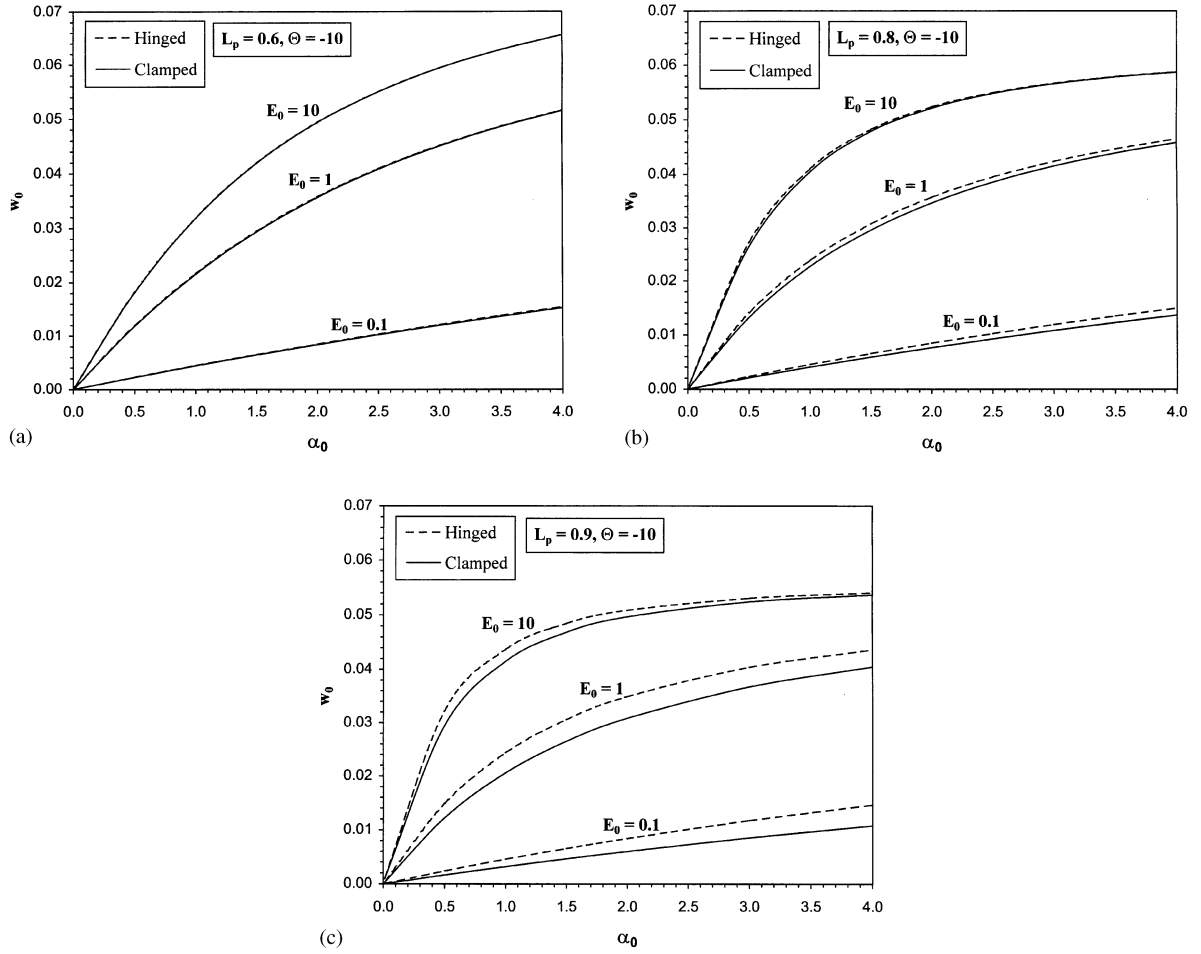 0.07
Hinged
Lp = 0.6, Θ = -10
Clamped
0.06
0.05
E0 = 10
0.04
E0 = 1
w0
0.03
0.02
0.01
E0 = 0.1
0.00
0.0 0.5 1.0 1.5 2.0 2.5 3.0 3.5 4.0
(a)
α0
0.07
Hinged
Lp = 0.8, Θ = -10
Clamped
0.06
E0 = 10
0.05
0.04
E0 = 1
w0
0.03
0.02
E0 = 0.1
0.01
0.00
0.0 0.5 1.0 1.5 2.0 2.5 3.0 3.5 4.0
(b)
α0
0.07
Hinged
Lp = 0.9, Θ = -10
Clamped
0.06
0.05
E0 = 10
0.04
E0 = 1
w0
0.03
0.02
E0 = 0.1
0.01
0.00
0.0 0.5 1.0 1.5 2.0 2.5 3.0 3.5 4.0
(c)
α0